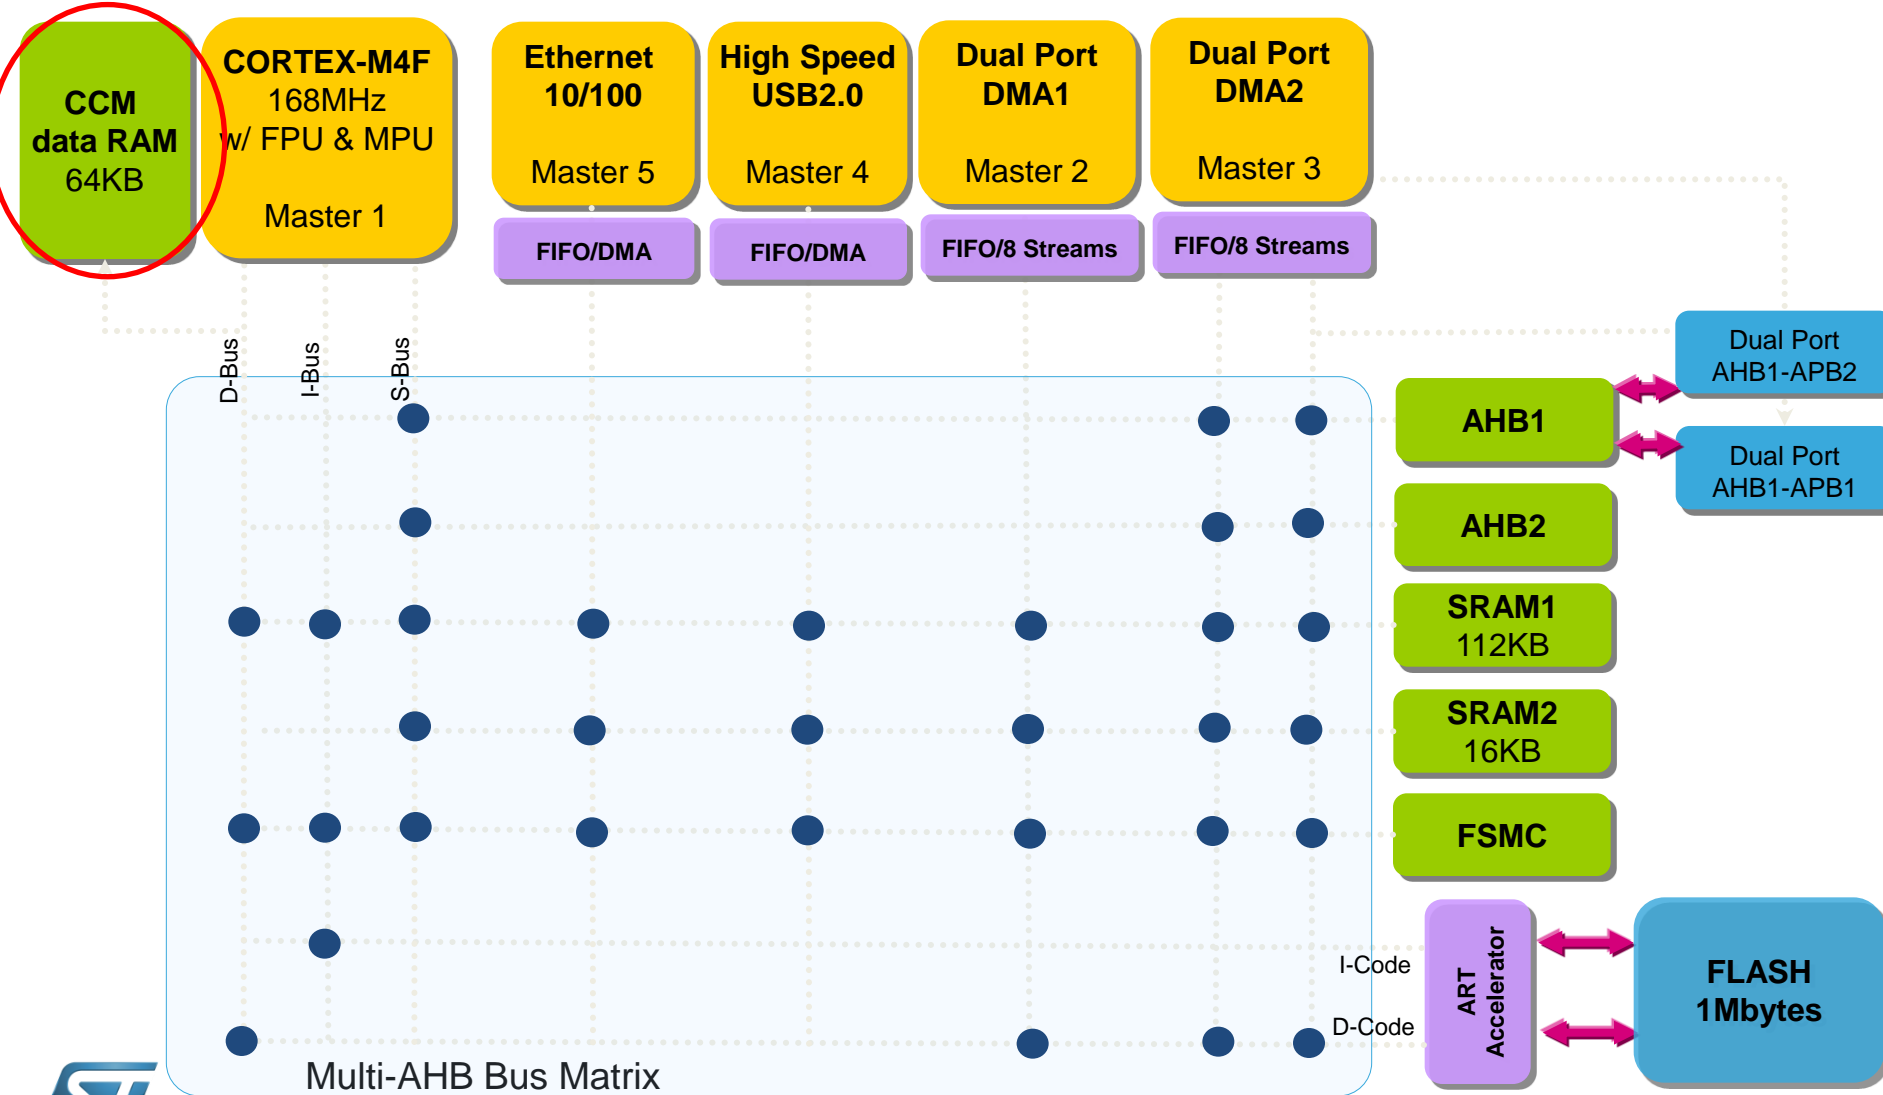 CCM
data RAM
64KB
CORTEX-M4F
168MHz
w/ FPU & MPU
Master 1
Ethernet
10/100
Master 5
High Speed
USB2.0
Master 4
Dual Port
DMA1
Master 2
Dual Port
DMA2
Master 3
FIFO/DMA
FIFO/DMA
FIFO/8 Streams
FIFO/8 Streams
D-Bus
I-Bus
S-Bus
Dual Port
AHB1-APB2
AHB1
Dual Port
AHB1-APB1
AHB2
SRAM1
112KB
SRAM2
16KB
FSMC
I-Code
D-Code
ART
Accelerator
FLASH
1Mbytes
Multi-AHB Bus Matrix